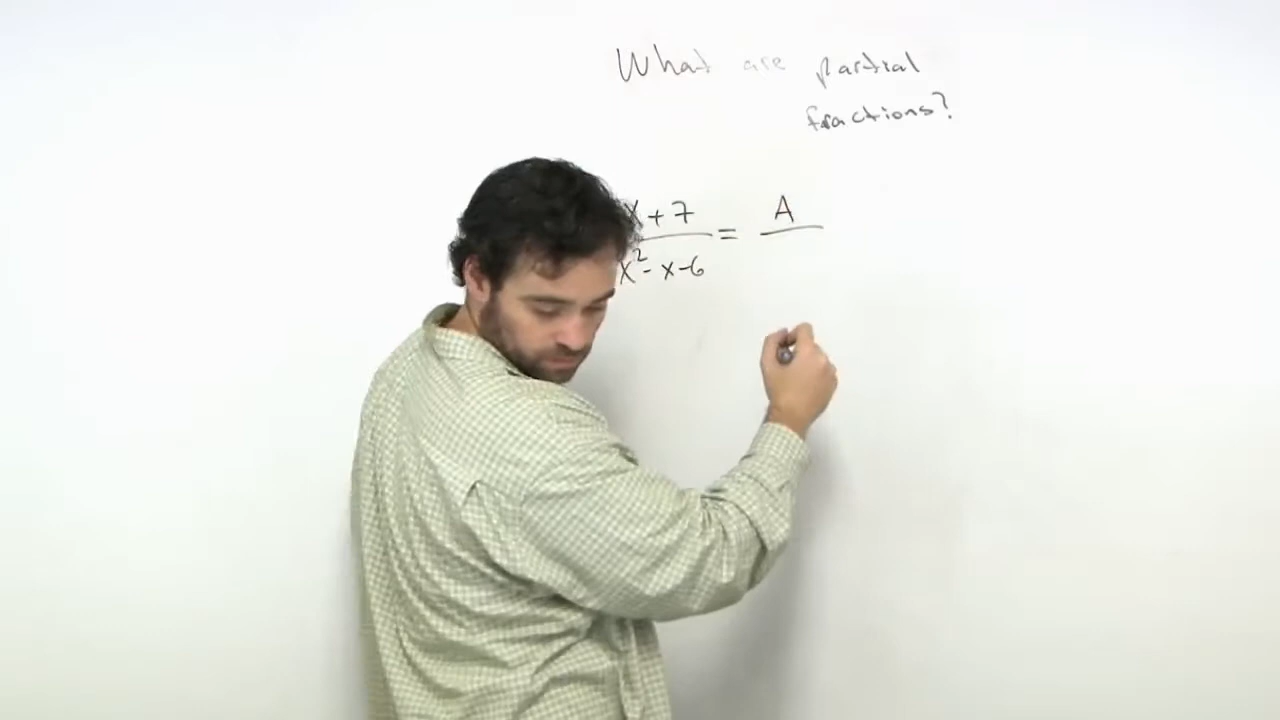 What are partial
fractions?
x + 7 = A
x² - x - 6